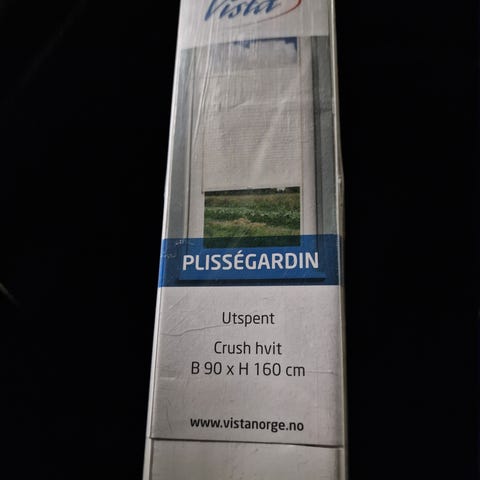 Vista
PLISSÉGARDIN
Utspent
Crush hvit
B 90 x H 160 cm
www.vistanorge.no